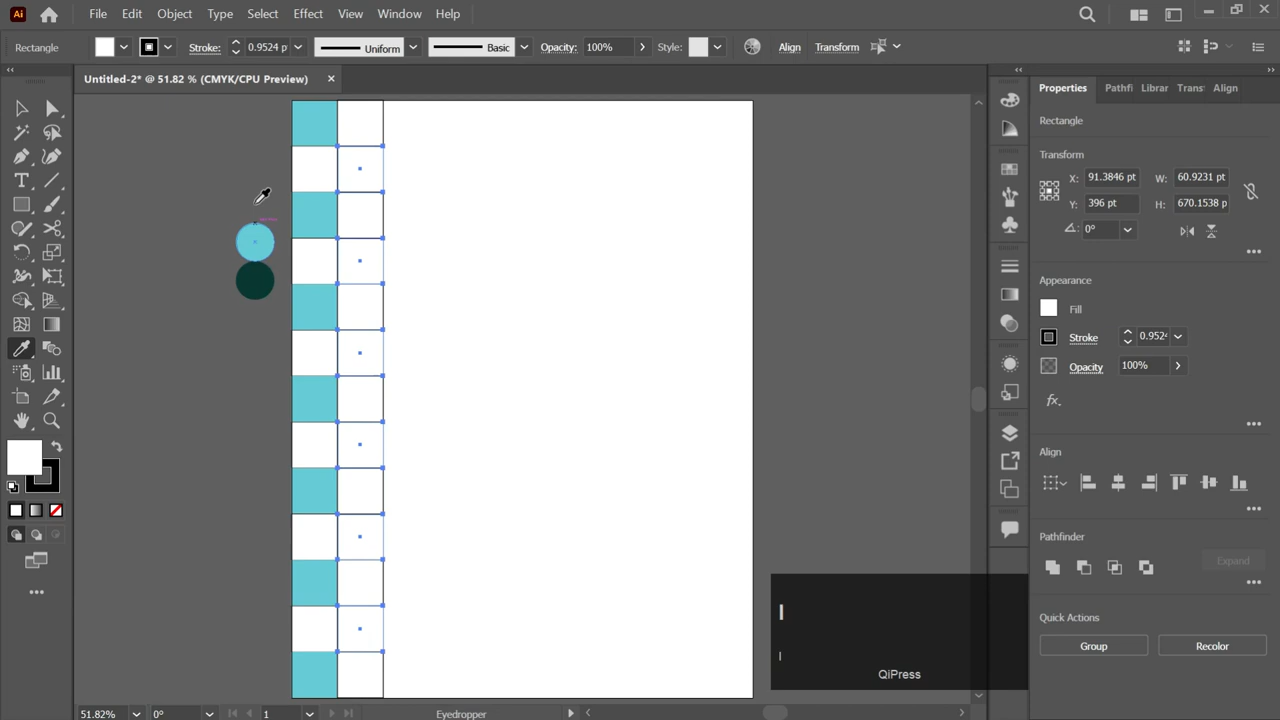 Ai File Edit Object Type Select Effect View Window Help
Rectangle Stroke: 0.9524 p Uniform Basic Opacity: 100% Style: Align Transform
Untitled-2* @ 51.82 % (CMYK/CPU Preview) ×
Properties Pathfi Librar Trans Align
Rectangle
Transform
X: 91.3846 pt W: 60.9231 pt
Y: 396 pt H: 670.1538 p
0°
Appearance
Fill
Stroke 0.952
Opacity 100%
fx.
Align
Pathfinder
Expand
Quick Actions
Group Recolor
I
I
QiPress
51.82% 0° 1 Eyedropper